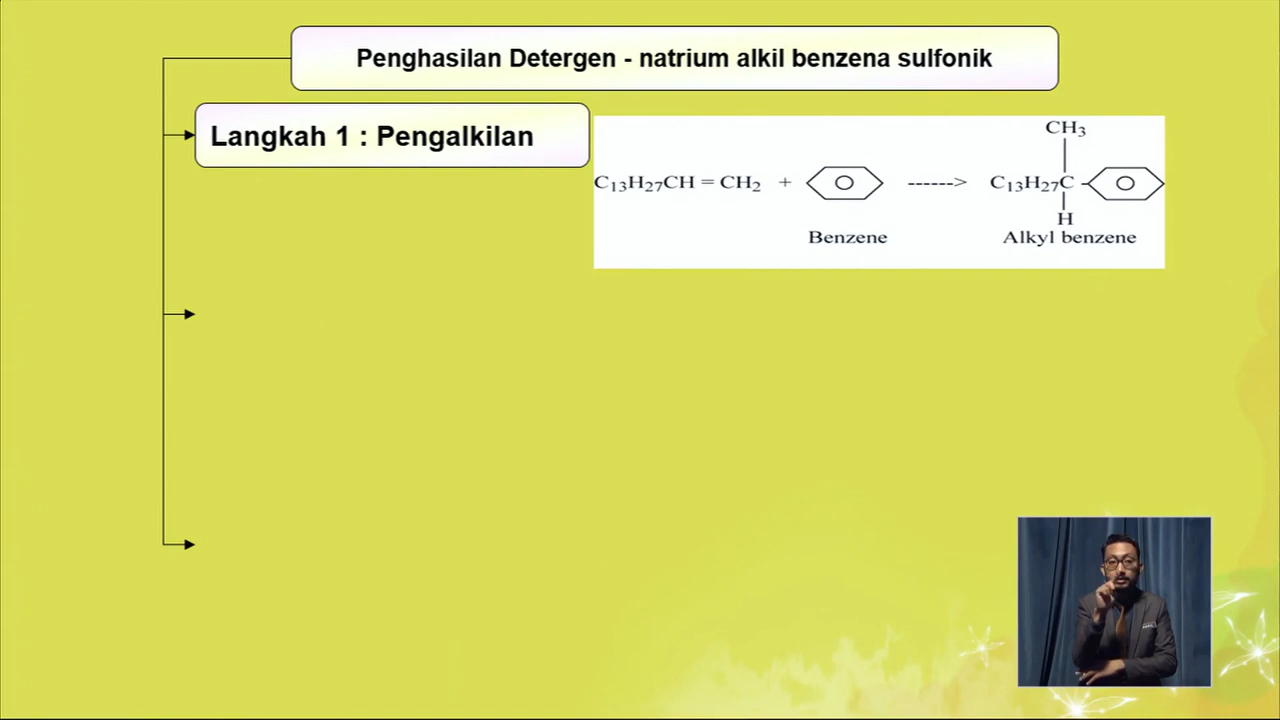 Penghasilan Detergen - natrium alkil benzena sulfonik
Langkah 1 : Pengalkilan
CH₃
C₁₃H₂₇CH = CH₂ + ------> C₁₃H₂₇C
H
Benzene Alkyl benzene